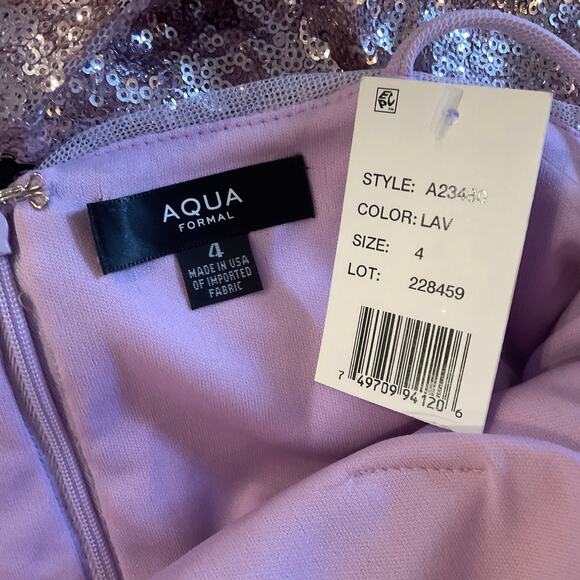 AQUA
FORMAL
4
MADE IN USA
OF IMPORTED
FABRIC
STYLE: A23480
COLOR: LAV
SIZE: 4
LOT: 228459
7 49709 94120 6